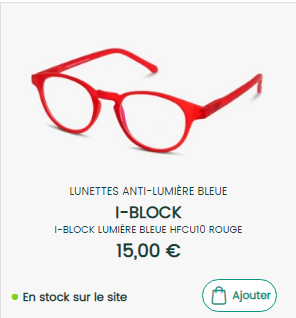 LUNETTES ANTI-LUMIÈRE BLEUE
I-BLOCK
I-BLOCK LUMIÈRE BLEUE HFCU10 ROUGE
15,00 €
En stock sur le site
Ajouter